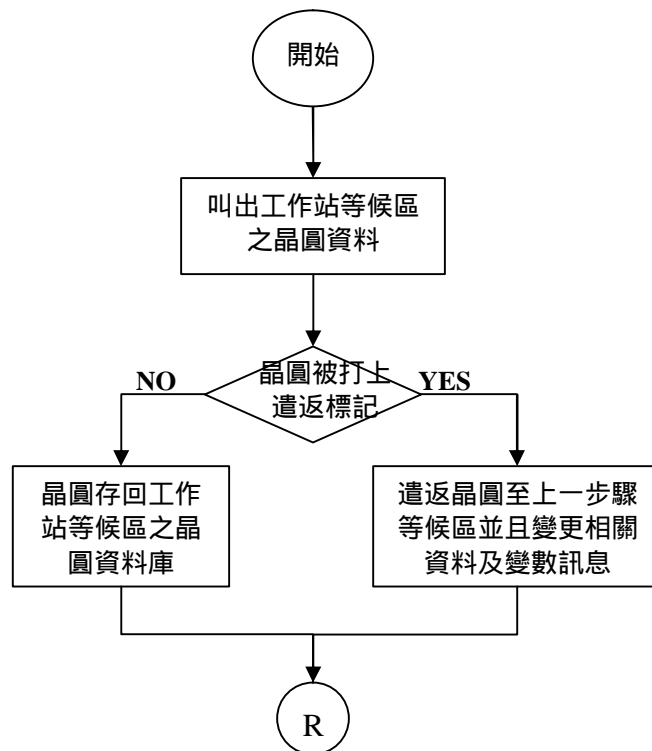 開始
叫出工作站等候區
之晶圓資料
晶圓被打上
遣返標記
NO
YES
晶圓存回工作
站等候區之晶
圓資料庫
遣返晶圓至上一步驟
等候區並且變更相關
資料及變數訊息
R